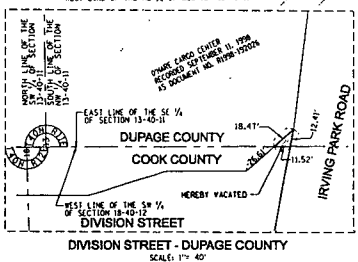 NORTH LINE OF THE
SW 1/4 OF SECTION
13-40-11
SOUTH LINE OF THE
NW 1/4 OF SECTION
13-40-11
O'HARE CARGO CENTER
RECORDED SEPTEMBER 11, 1998
AS DOCUMENT NO. R1998-192026
EAST LINE OF THE SE 1/4
OF SECTION 13-40-11
18.47'
12.41'
DUPAGE COUNTY
COOK COUNTY
26.61'
11.52'
IRVING PARK ROAD
HEREBY VACATED
WEST LINE OF THE SW 1/4
OF SECTION 18-40-12
DIVISION STREET
DIVISION STREET - DUPAGE COUNTY
SCALE: 1"= 40'